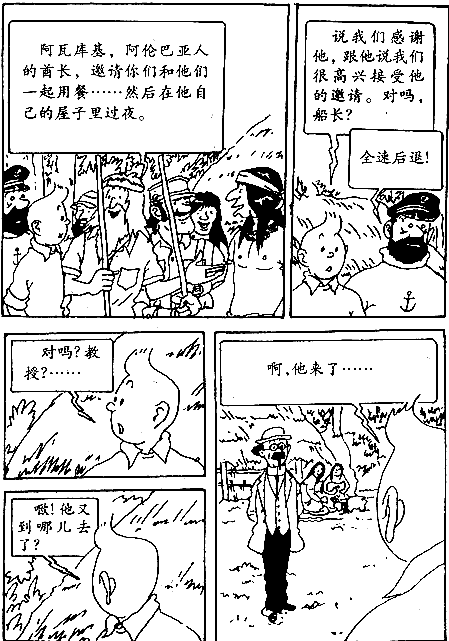 阿瓦库基，阿伦巴亚人
的首长，邀请你们和他们
一起用餐……然后在他自
己的屋子里过夜。
说我们感谢
他，跟他说我们
很高兴接受他
的邀请。对吗，
船长？
全速后退！
对吗？教
授？……
噉！他又
到哪儿去
了？
啊，他来了……